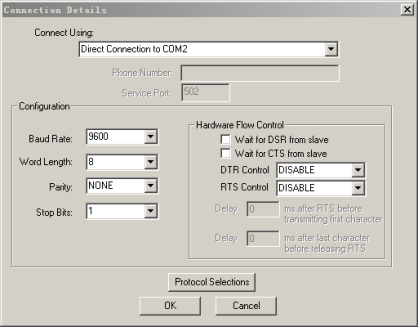 Connection Details
Connect Using:
Direct Connection to COM2
Phone Number:
Service Port: 502
Configuration
Baud Rate: 9600
Word Length: 8
Parity: NONE
Stop Bits: 1
Hardware Flow Control
Wait for DSR from slave
Wait for CTS from slave
DTR Control DISABLE
RTS Control DISABLE
Delay 0 ms after RTS before
transmitting first character
Delay 0 ms after last character
before releasing RTS
Protocol Selections
OK Cancel